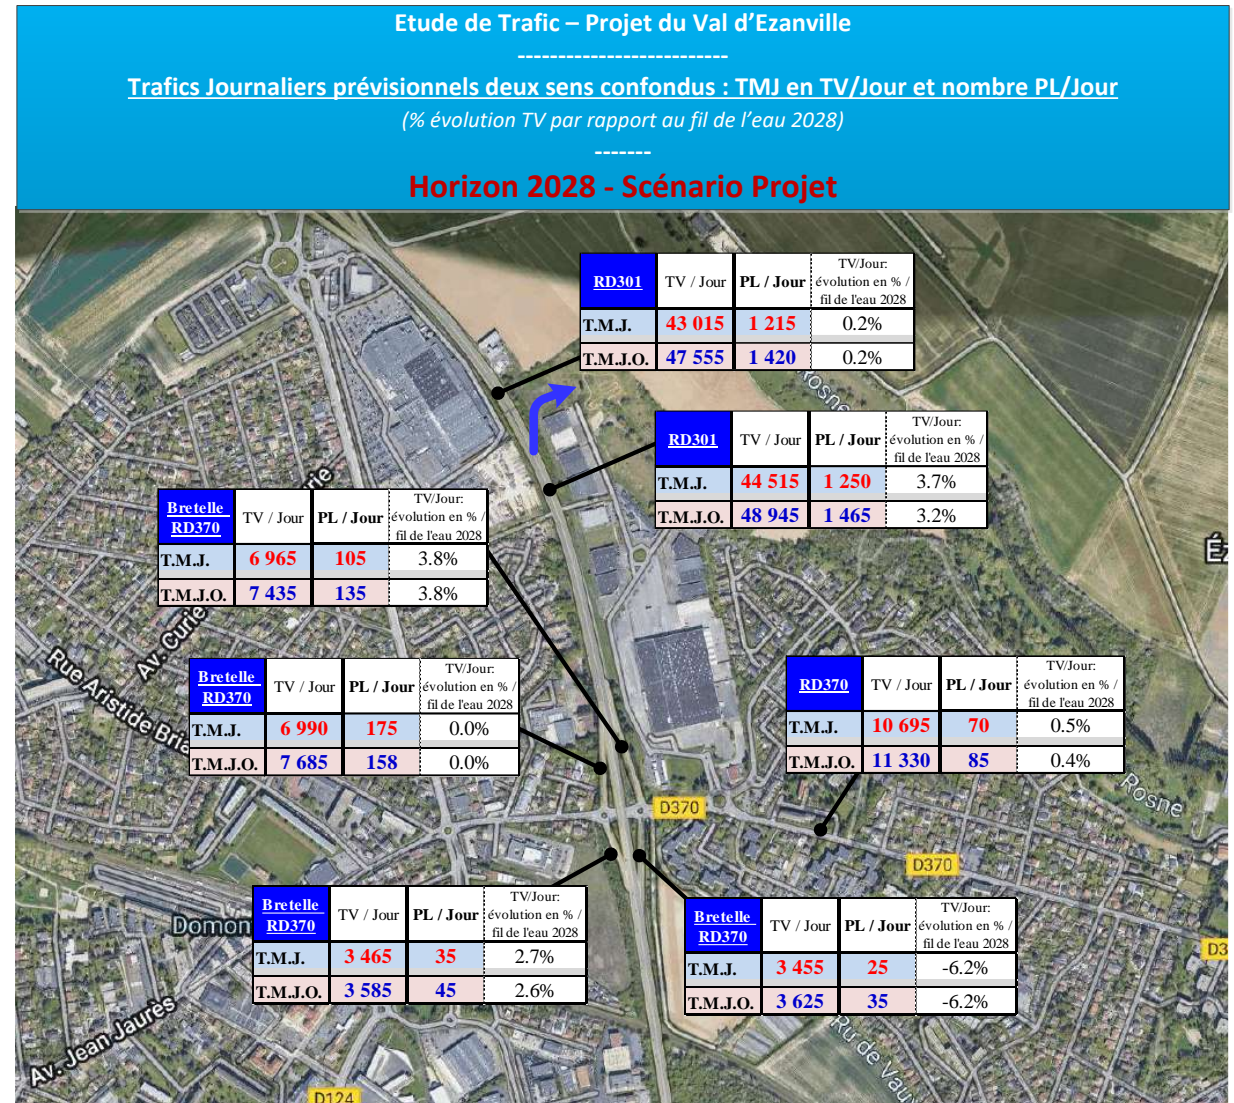 Etude de Trafic – Projet du Val d'Ezanville
--------------------------
Trafics Journaliers prévisionnels deux sens confondus : TMJ en TV/Jour et nombre PL/Jour
(% évolution TV par rapport au fil de l'eau 2028)
-------
Horizon 2028 - Scénario Projet
RD301 TV / Jour PL / Jour TV/Jour: évolution en % / fil de l'eau 2028
T.M.J. 43 015 1 215 0.2%
T.M.J.O. 47 555 1 420 0.2%
Rosne
RD301 TV / Jour PL / Jour TV/Jour: évolution en % / fil de l'eau 2028
T.M.J. 44 515 1 250 3.7%
T.M.J.O. 48 945 1 465 3.2%
Bretelle RD370 TV / Jour PL / Jour TV/Jour: évolution en % / fil de l'eau 2028
T.M.J. 6 965 105 3.8%
T.M.J.O. 7 435 135 3.8%
Av. Curie
Rue Aristide Bria
Bretelle RD370 TV / Jour PL / Jour TV/Jour: évolution en % / fil de l'eau 2028
T.M.J. 6 990 175 0.0%
T.M.J.O. 7 685 158 0.0%
RD370 TV / Jour PL / Jour TV/Jour: évolution en % / fil de l'eau 2028
T.M.J. 10 695 70 0.5%
T.M.J.O. 11 330 85 0.4%
Rosne
D370
D370
Domon
Bretelle RD370 TV / Jour PL / Jour TV/Jour: évolution en % / fil de l'eau 2028
T.M.J. 3 465 35 2.7%
T.M.J.O. 3 585 45 2.6%
Bretelle RD370 TV / Jour PL / Jour TV/Jour: évolution en % / fil de l'eau 2028
T.M.J. 3 455 25 -6.2%
T.M.J.O. 3 625 35 -6.2%
D3
Av. Jean Jaurès
Ru de Vaux
D124